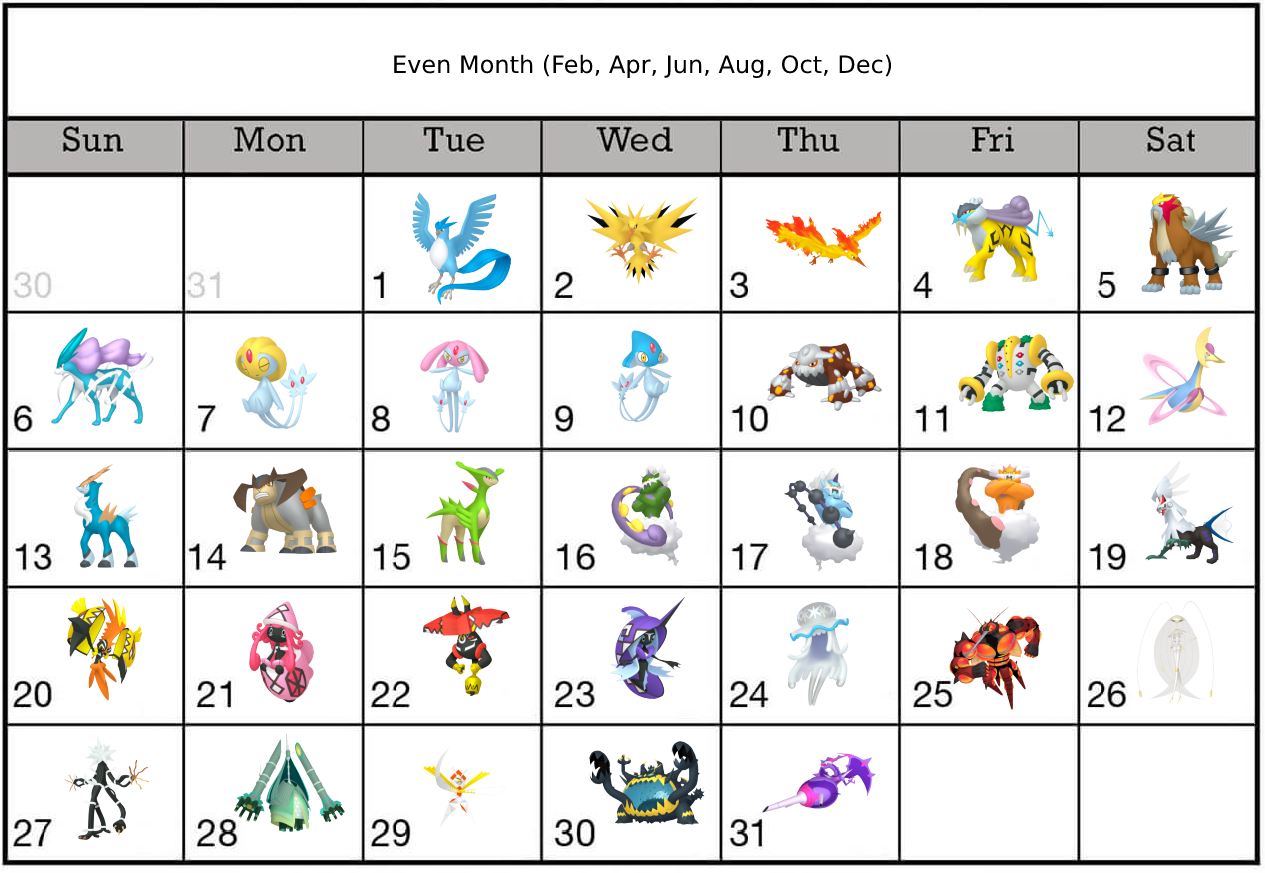 Even Month (Feb, Apr, Jun, Aug, Oct, Dec)
Sun Mon Tue Wed Thu Fri Sat
30 31 1 2 3 4 5
6 7 8 9 10 11 12
13 14 15 16 17 18 19
20 21 22 23 24 25 26
27 28 29 30 31